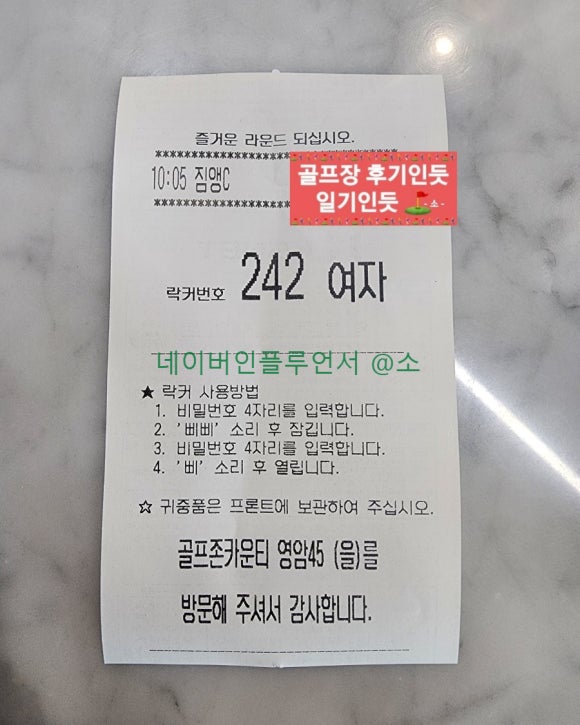 즐거운 라운드 되십시오.
************************************
10:05 짐앵C
골프장 후기인듯
일기인듯 -소-
************************************
락커번호 242 여자
네이버인플루언서 @소
★ 락커 사용방법
1. 비밀번호 4자리를 입력합니다.
2. '삐삐' 소리 후 잠깁니다.
3. 비밀번호 4자리를 입력합니다.
4. '삐' 소리 후 열립니다.
☆ 귀중품은 프론트에 보관하여 주십시오.
골프존카운티 영암45 (을)를
방문해 주셔서 감사합니다.